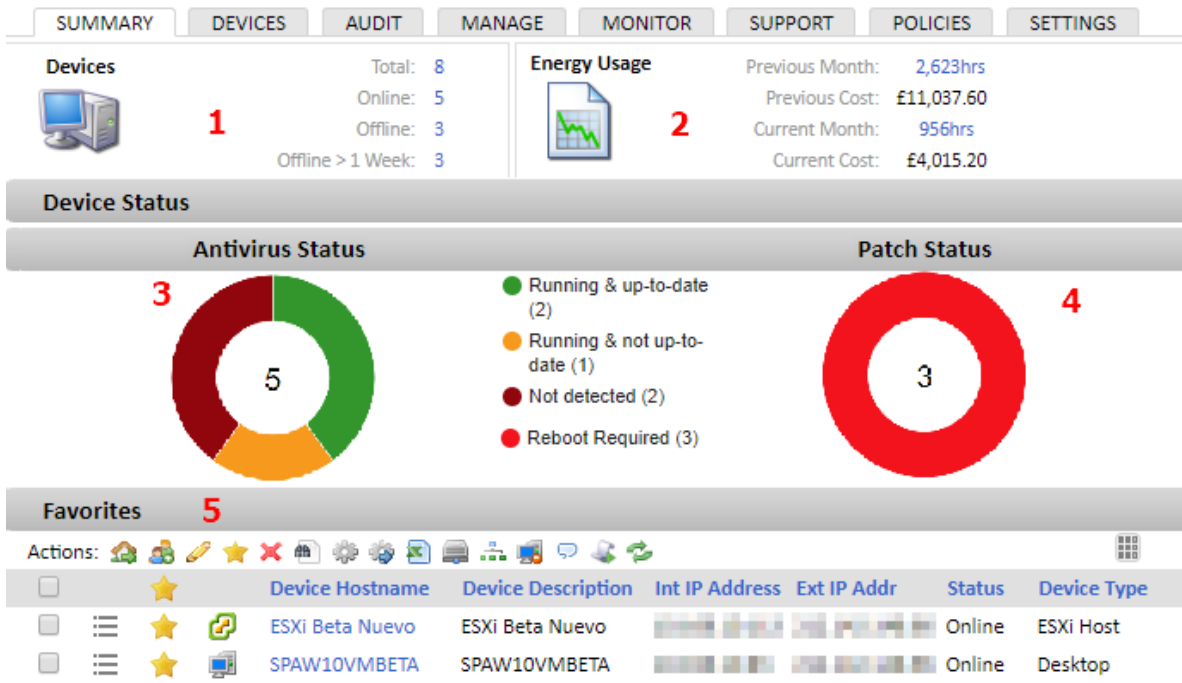 SUMMARY DEVICES AUDIT MANAGE MONITOR SUPPORT POLICIES SETTINGS
Devices
Total: 8
Online: 5
1
Offline: 3
Offline > 1 Week: 3
Energy Usage
Previous Month: 2,623hrs
Previous Cost: £11,037.60
2
Current Month: 956hrs
Current Cost: £4,015.20
Device Status
Antivirus Status
Patch Status
3
5
Running & up-to-date
(2)
Running & not up-to-
date (1)
Not detected (2)
Reboot Required (3)
4
3
Favorites 5
Actions:
Device Hostname Device Description Int IP Address Ext IP Addr Status Device Type
ESXi Beta Nuevo ESXi Beta Nuevo Online ESXi Host
SPAW10VMBETA SPAW10VMBETA Online Desktop